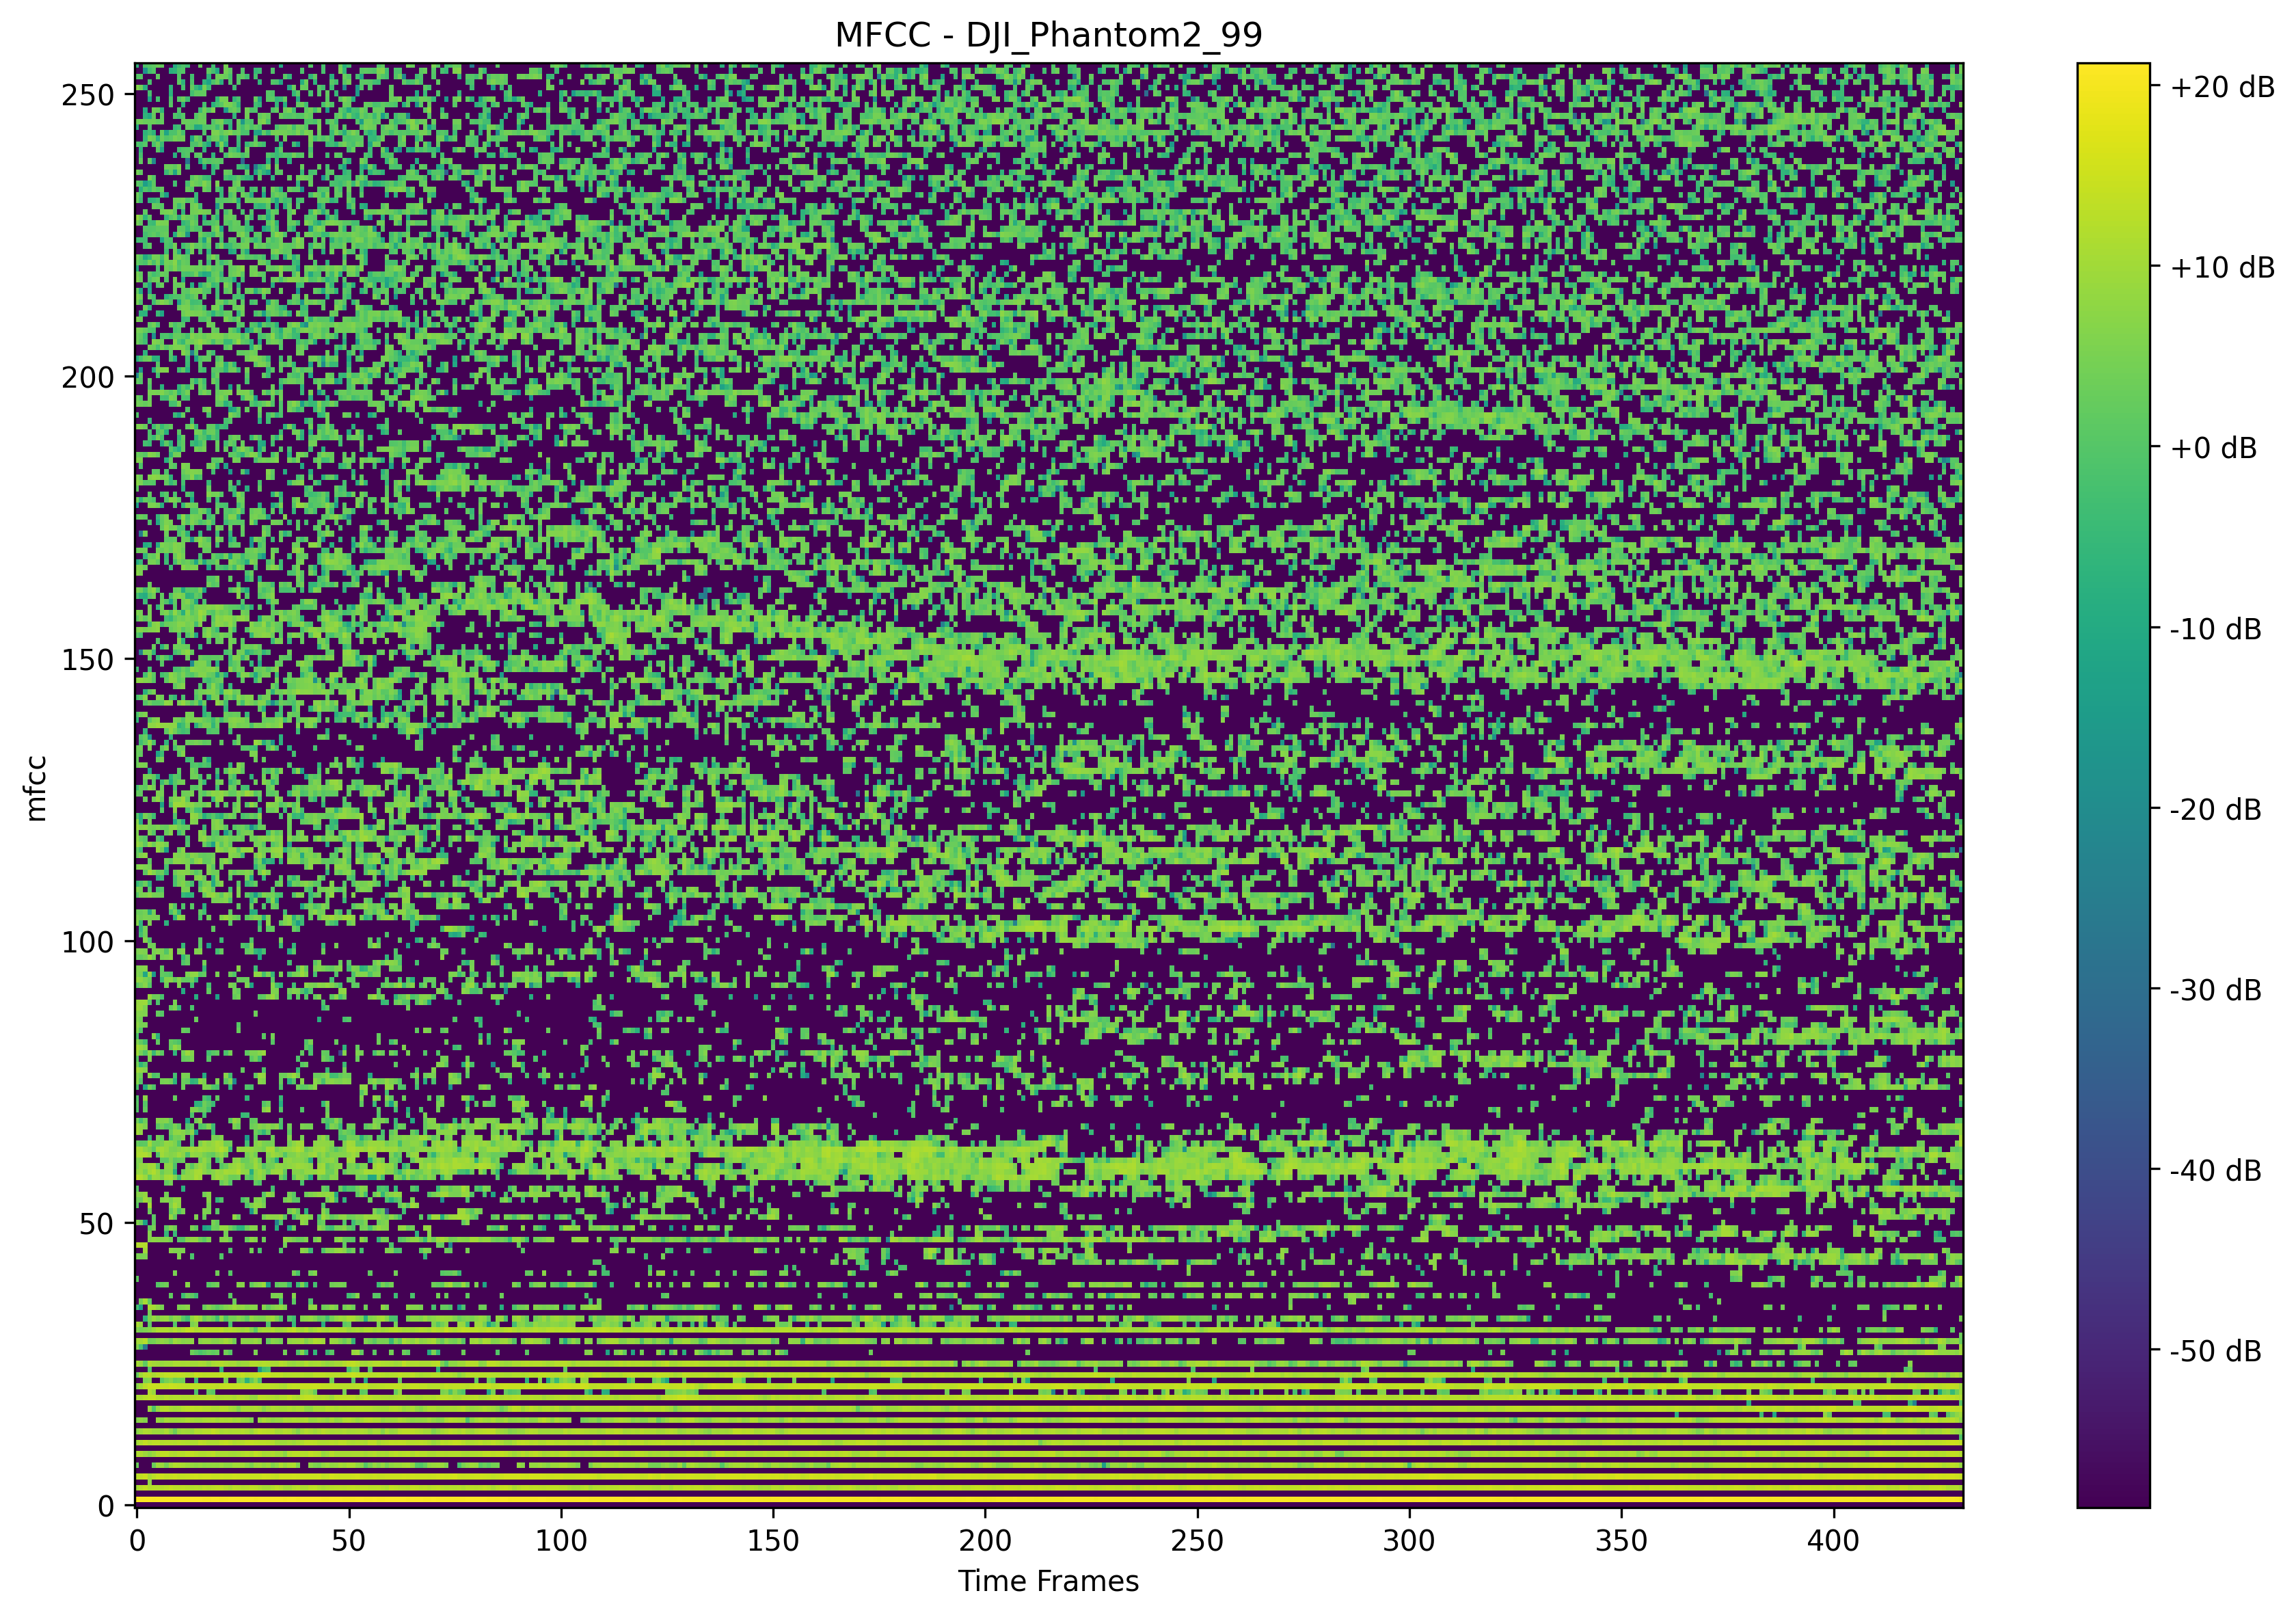 MFCC - DJI_Phantom2_99
250
200
150
100
50
0
mfcc
0 50 100 150 200 250 300 350 400
Time Frames
+20 dB
+10 dB
+0 dB
-10 dB
-20 dB
-30 dB
-40 dB
-50 dB